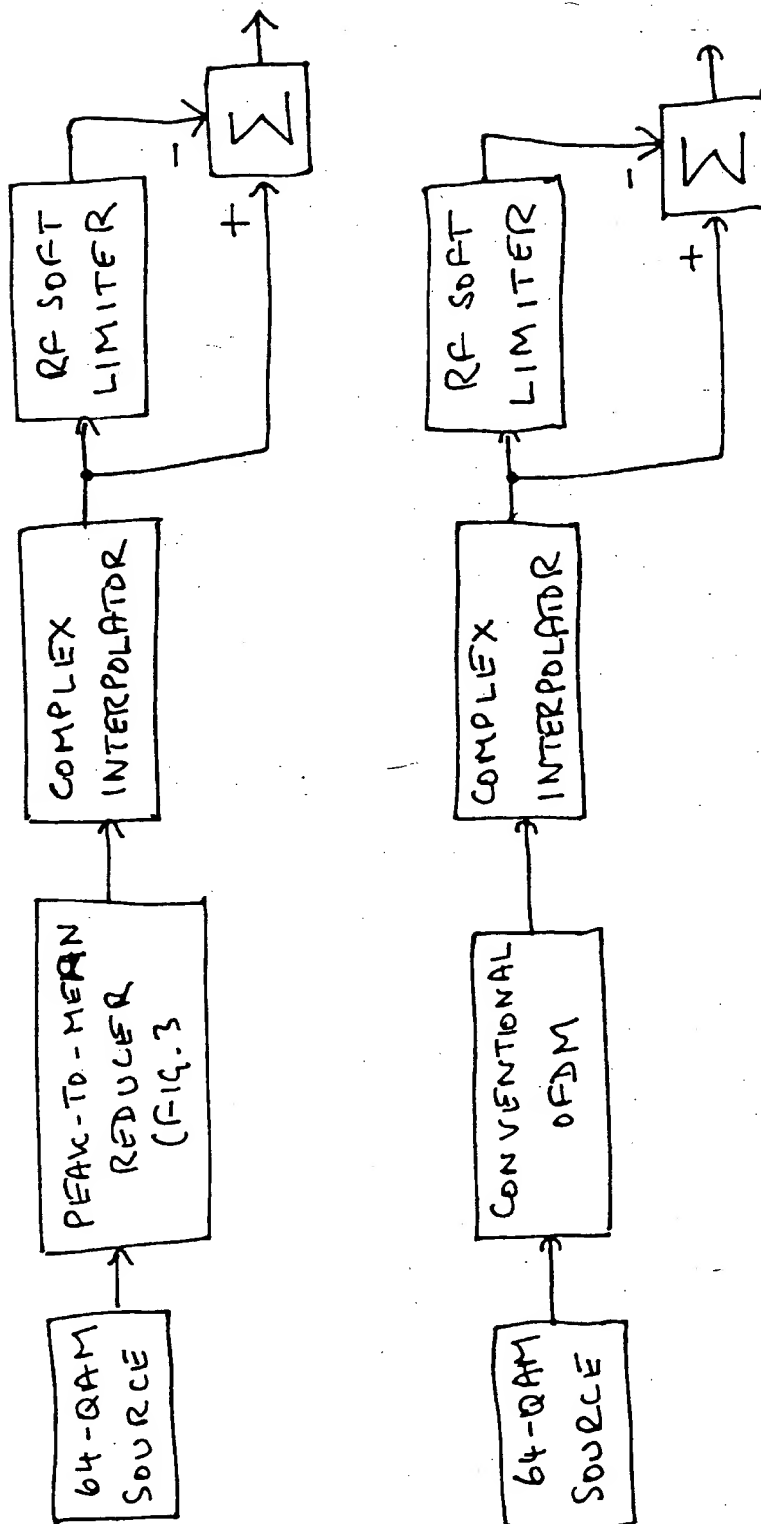 64-QAM
SOURCE
PEAK-TO-MEAN
REDUCER
(FIG.3
COMPLEX
INTERPOLATOR
RF SOFT
LIMITER
-
+
Σ
64-QAM
SOURCE
CONVENTIONAL
OFDM
COMPLEX
INTERPOLATOR
RF SOFT
LIMITER
-
+
Σ